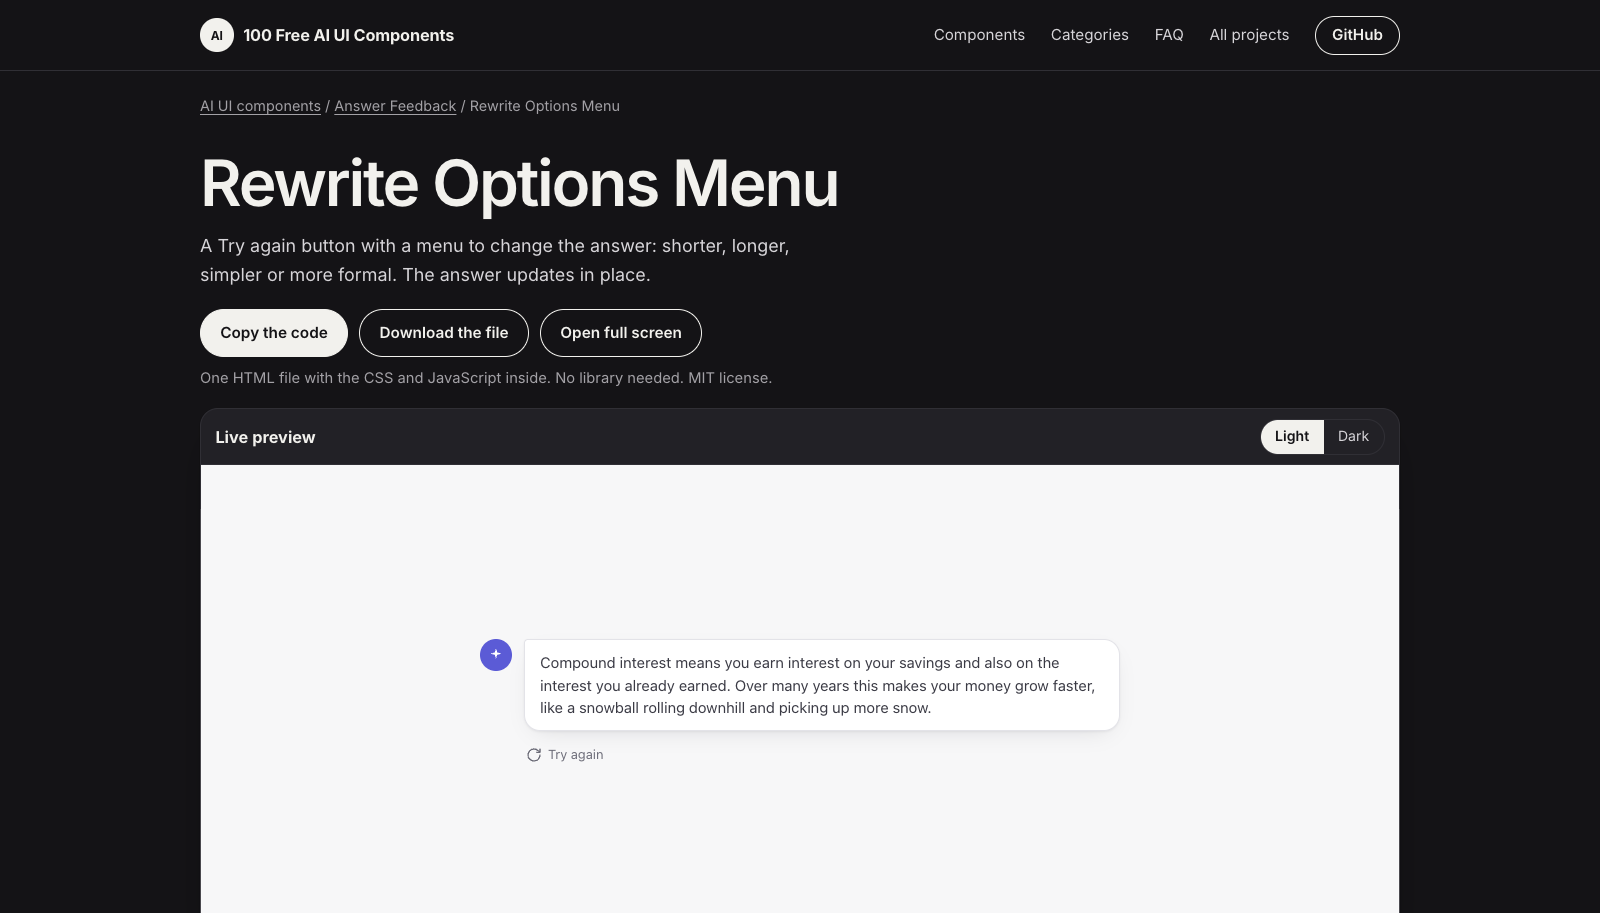 AI 100 Free AI UI Components
Components Categories FAQ All projects GitHub
AI UI components / Answer Feedback / Rewrite Options Menu
Rewrite Options Menu
A Try again button with a menu to change the answer: shorter, longer,
simpler or more formal. The answer updates in place.
Copy the code Download the file Open full screen
One HTML file with the CSS and JavaScript inside. No library needed. MIT license.
Live preview Light Dark
Compound interest means you earn interest on your savings and also on the
interest you already earned. Over many years this makes your money grow faster,
like a snowball rolling downhill and picking up more snow.
Try again